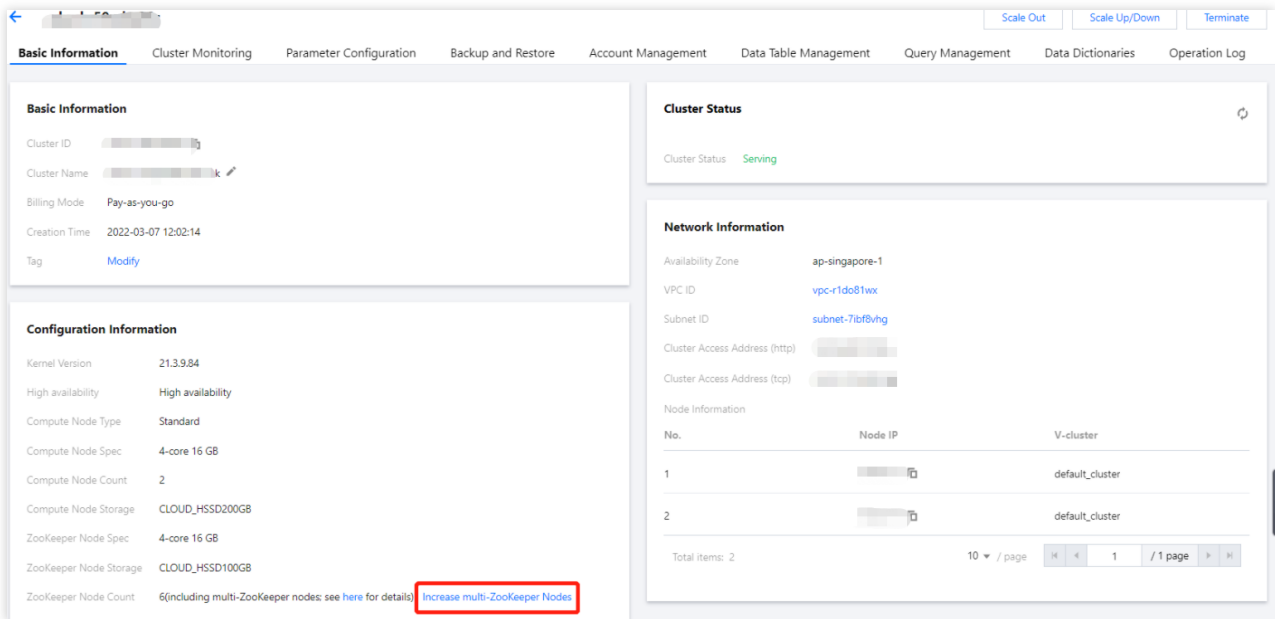 Scale Out Scale Up/Down Terminate
Basic Information Cluster Monitoring Parameter Configuration Backup and Restore Account Management Data Table Management Query Management Data Dictionaries Operation Log
Basic Information
Cluster ID
Cluster Name k
Billing Mode Pay-as-you-go
Creation Time 2022-03-07 12:02:14
Tag Modify
Configuration Information
Kernel Version 21.3.9.84
High availability High availability
Compute Node Type Standard
Compute Node Spec 4-core 16 GB
Compute Node Count 2
Compute Node Storage CLOUD_HSSD200GB
ZooKeeper Node Spec 4-core 16 GB
ZooKeeper Node Storage CLOUD_HSSD100GB
ZooKeeper Node Count 6(including multi-ZooKeeper nodes: see here for details) Increase multi-ZooKeeper Nodes
Cluster Status
Cluster Status Serving
Network Information
Availability Zone ap-singapore-1
VPC ID vpc-r1do81wx
Subnet ID subnet-7ibf8vhg
Cluster Access Address (http)
Cluster Access Address (tcp)
Node Information
No. Node IP V-cluster
1 default_cluster
2 default_cluster
Total items: 2 10 / page 1 / 1 page